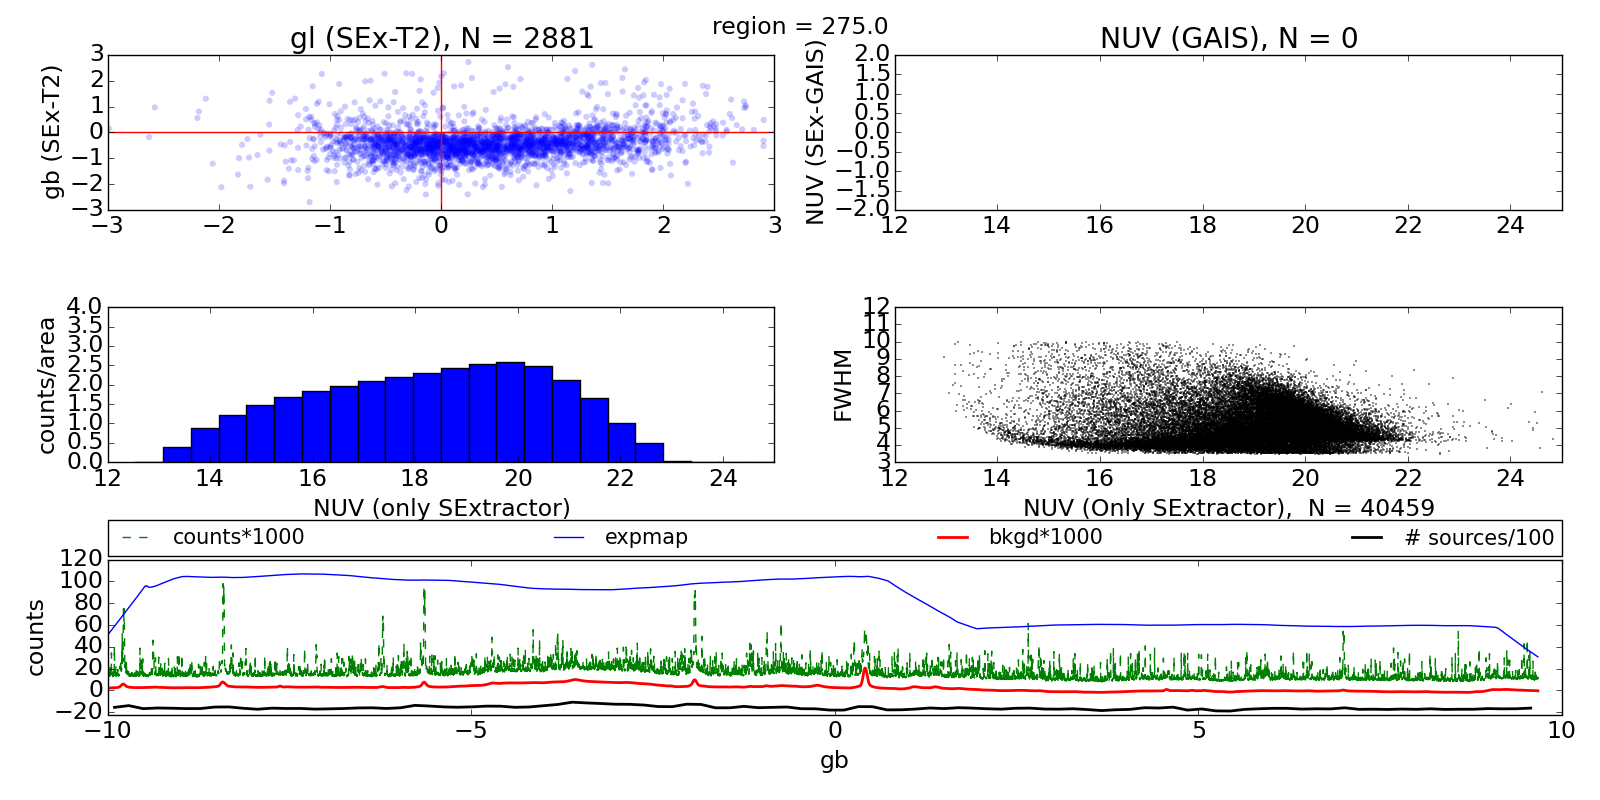 region = 275.0
gl (SEx-T2), N = 2881
NUV (GAIS), N = 0
gb (SEx-T2)
3
2
1
0
−1
−2
−3
−3 −2 −1 0 1 2 3
NUV (SEx-GAIS)
2.0
1.5
1.0
0.5
0.0
−0.5
−1.0
−1.5
−2.0
12 14 16 18 20 22 24
counts/area
4.0
3.5
3.0
2.5
2.0
1.5
1.0
0.5
0.0
12 14 16 18 20 22 24
NUV (only SExtractor)
FWHM
12
11
10
9
8
7
6
5
4
3
12 14 16 18 20 22 24
NUV (Only SExtractor), N = 40459
counts*1000 expmap bkgd*1000 # sources/100
counts
120
100
80
60
40
20
0
−20
−10 −5 0 5 10
gb